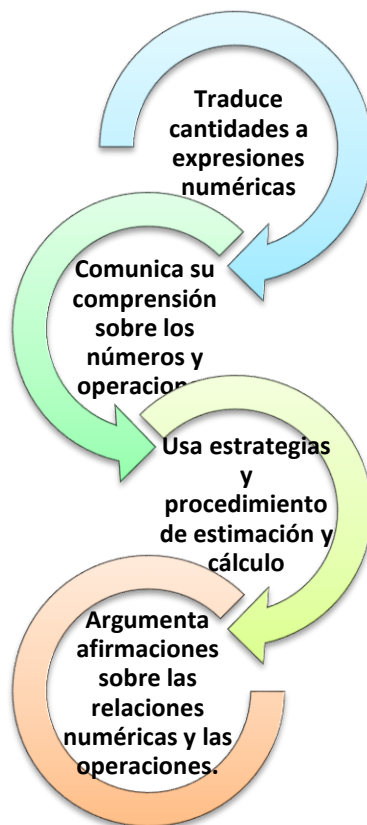 Traduce
cantidades a
expresiones
numéricas
Comunica su
comprensión
sobre los
números y
operacione
Usa estrategias
y
procedimiento
de estimación y
cálculo
Argumenta
afirmaciones
sobre las
relaciones
numéricas y las
operaciones.